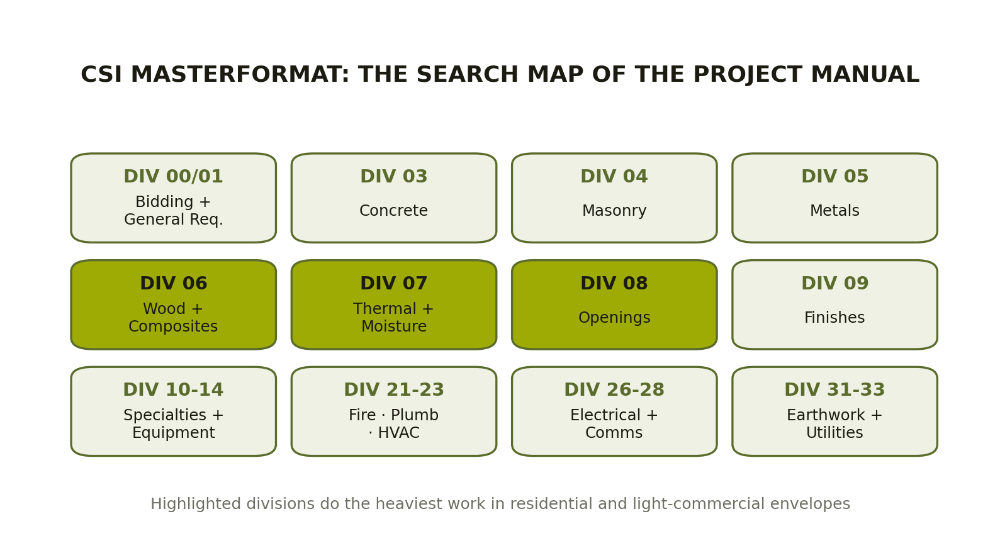 CSI MASTERFORMAT: THE SEARCH MAP OF THE PROJECT MANUAL
DIV 00/01
Bidding +
General Req.
DIV 03
Concrete
DIV 04
Masonry
DIV 05
Metals
DIV 06
Wood +
Composites
DIV 07
Thermal +
Moisture
DIV 08
Openings
DIV 09
Finishes
DIV 10-14
Specialties +
Equipment
DIV 21-23
Fire · Plumb
· HVAC
DIV 26-28
Electrical +
Comms
DIV 31-33
Earthwork +
Utilities
Highlighted divisions do the heaviest work in residential and light-commercial envelopes